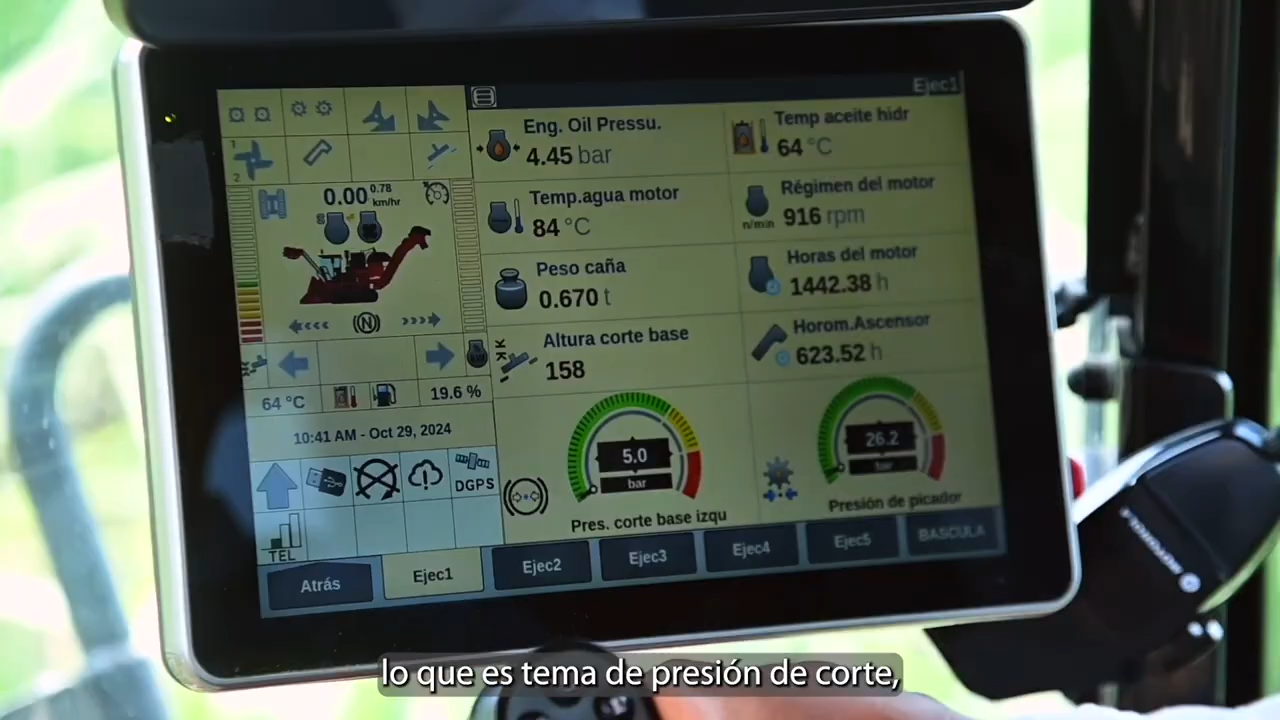 Ejec1
Eng. Oil Pressu.
4.45 bar
Temp aceite hidr
64 °C
1
2
0.00 0.78
km/hr
Temp.agua motor
84 °C
Régimen del motor
n/min
916 rpm
Peso caña
0.670 t
Horas del motor
1442.38 h
N
Altura corte base
158
Horom.Ascensor
623.52 h
64 °C
19.6 %
10:41 AM - Oct 29, 2024
DGPS
TEL
5.0
bar
Pres. corte base izqu
26.2
bar
Presión de picador
Atrás
Ejec1
Ejec2
Ejec3
Ejec4
Ejec5
BASCULA
MOTOROLA
lo que es tema de presión de corte,